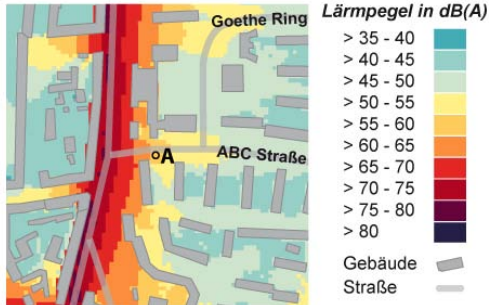 Goethe Ring
ABC Straße
A
Lärmpegel in dB(A)
> 35 - 40
> 40 - 45
> 45 - 50
> 50 - 55
> 55 - 60
> 60 - 65
> 65 - 70
> 70 - 75
> 75 - 80
> 80
Gebäude
Straße